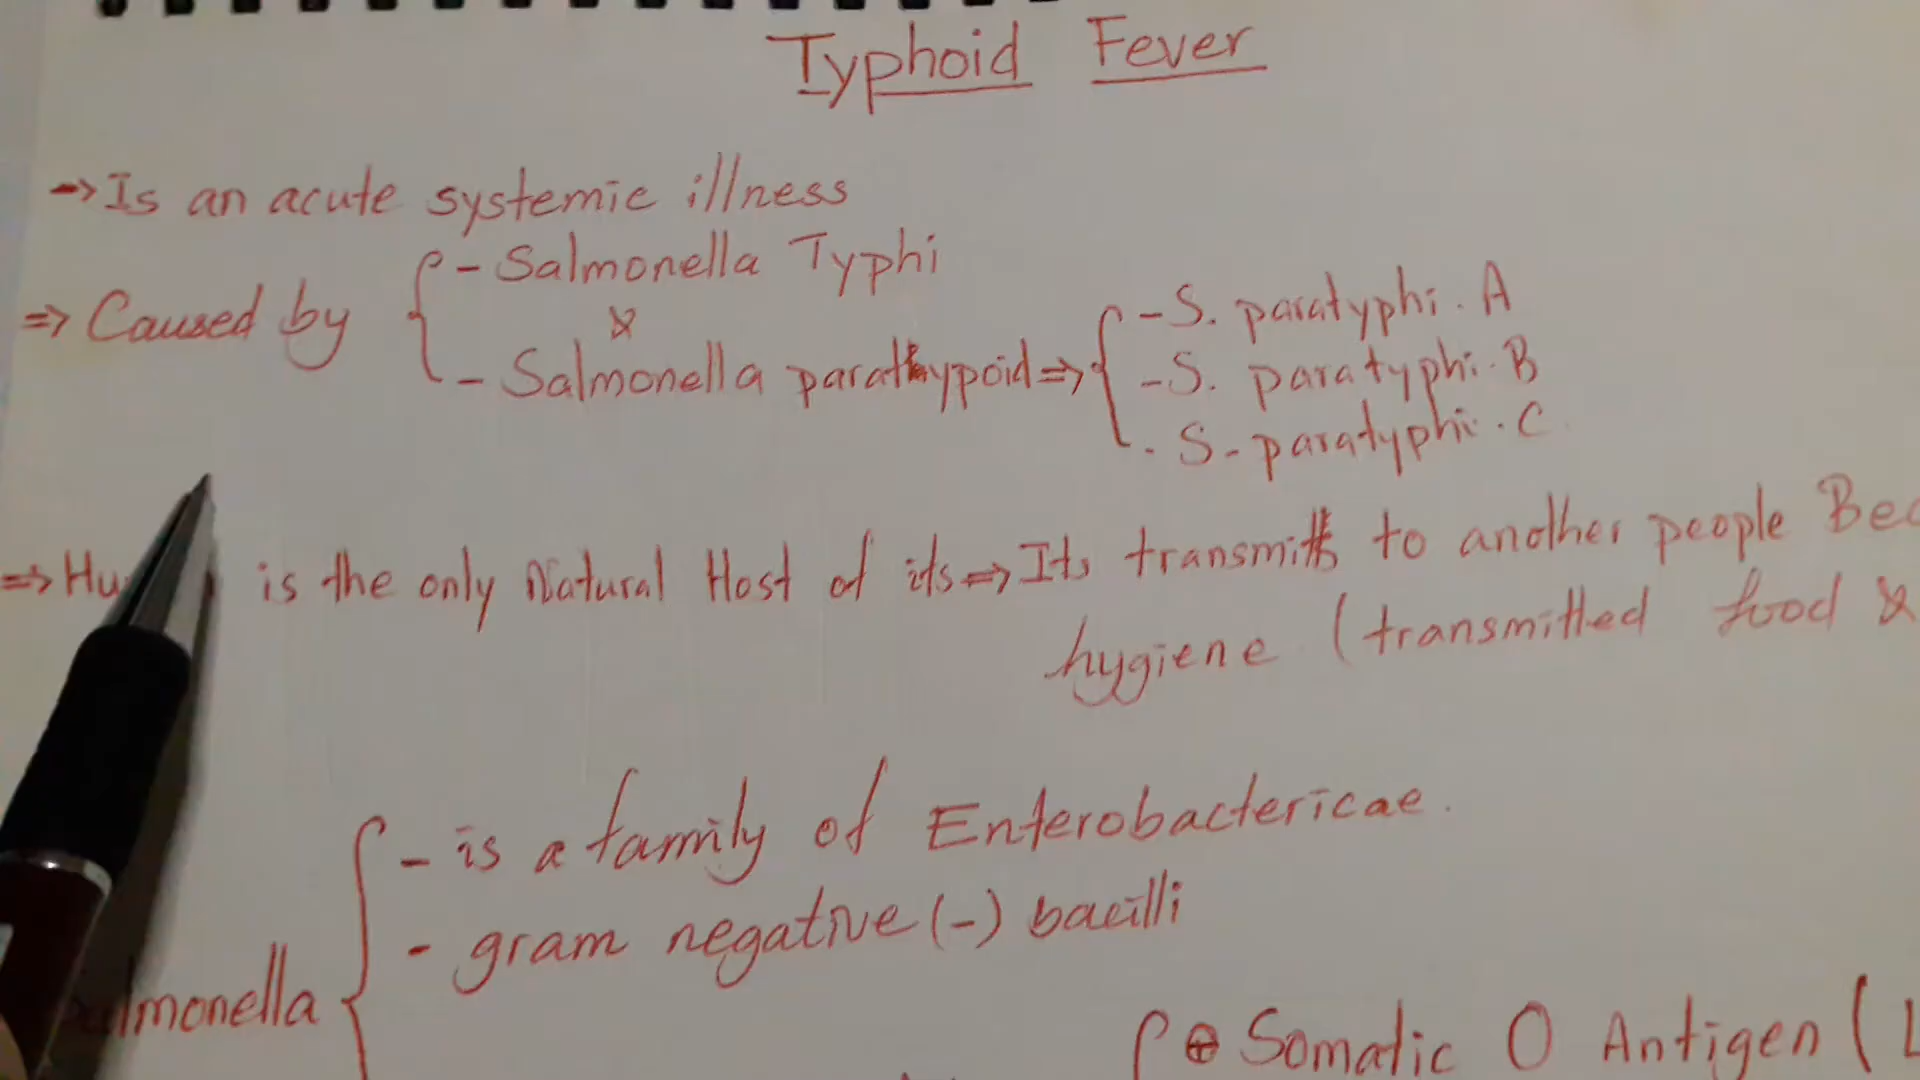 Typhoid Fever
-> Is an acute systemic illness
=> Caused by { - Salmonella Typhi
&
- Salmonella parathypoid => { - S. paratyphi. A
- S. paratyphi. B
. S - paratyphi. C
=> Hu is the only Natural Host of its => Its transmitts to another people Bec
hygiene (transmitted food &
Salmonella { - is a family of Enterobactericae.
- gram negative (-) bacilli
{ ⊕ Somatic O Antigen ( L